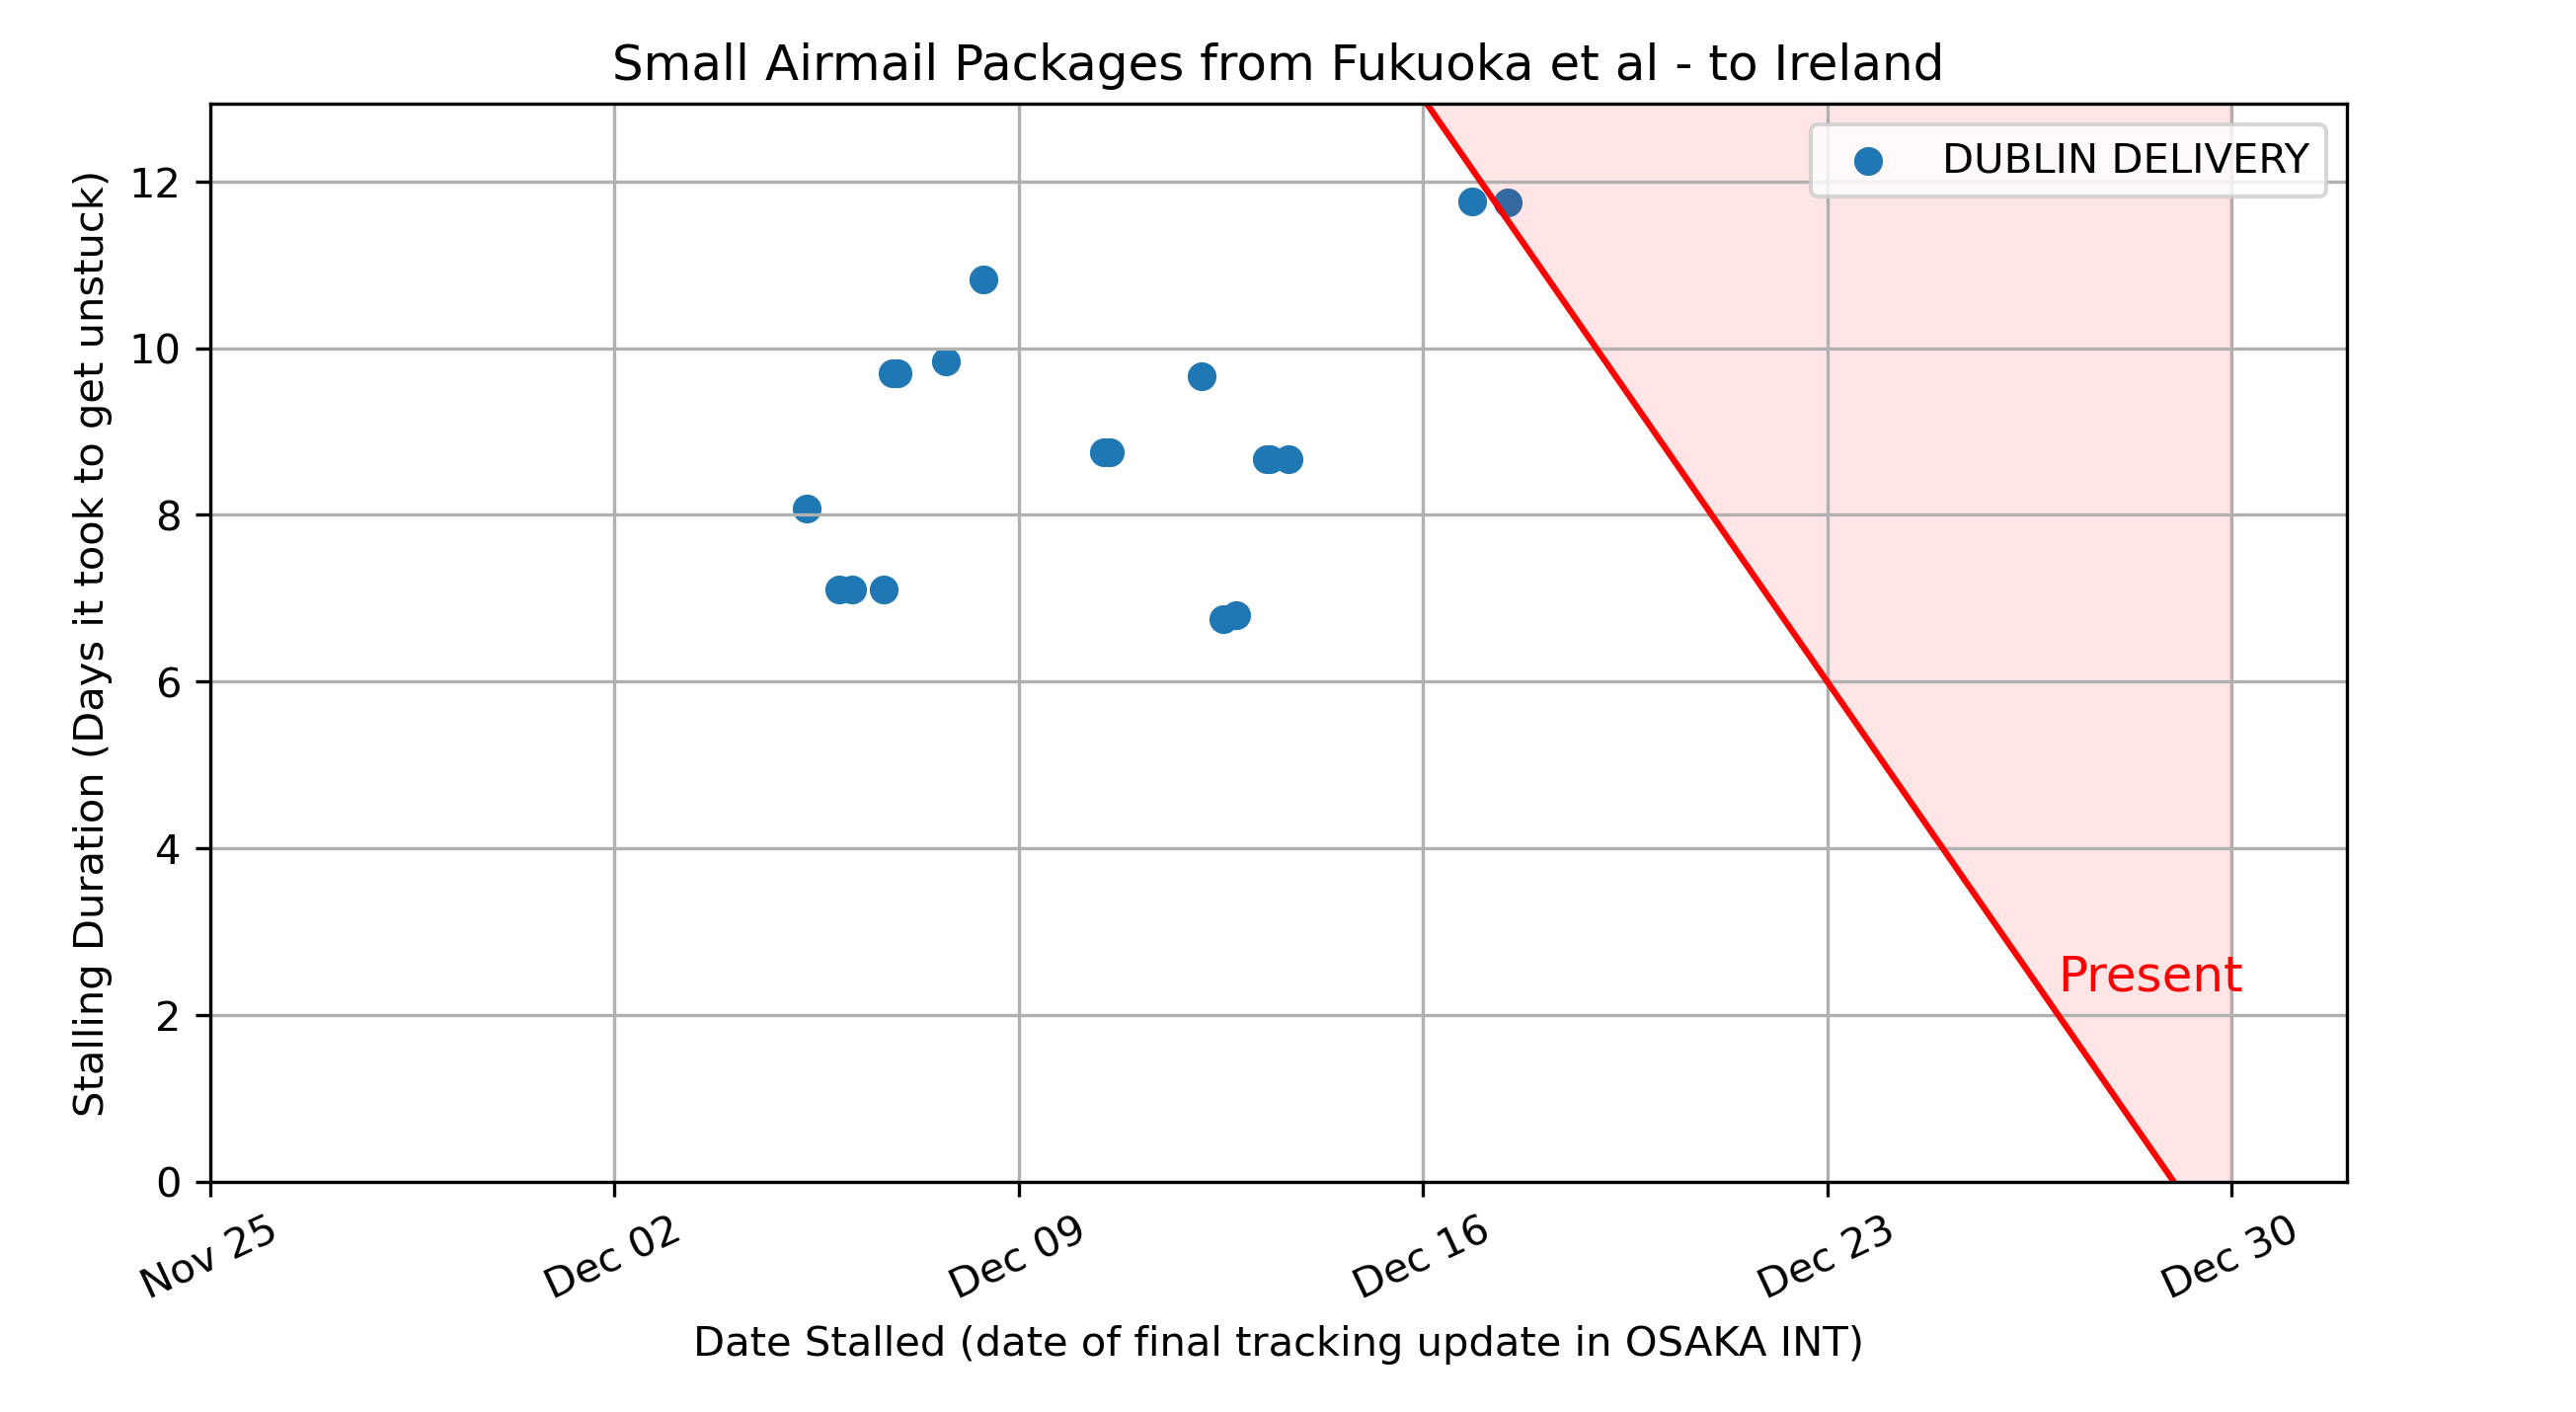 Small Airmail Packages from Fukuoka et al - to Ireland
DUBLIN DELIVERY
Stalling Duration (Days it took to get unstuck)
12
10
8
6
4
2
0
Present
Nov 25
Dec 02
Dec 09
Dec 16
Dec 23
Dec 30
Date Stalled (date of final tracking update in OSAKA INT)